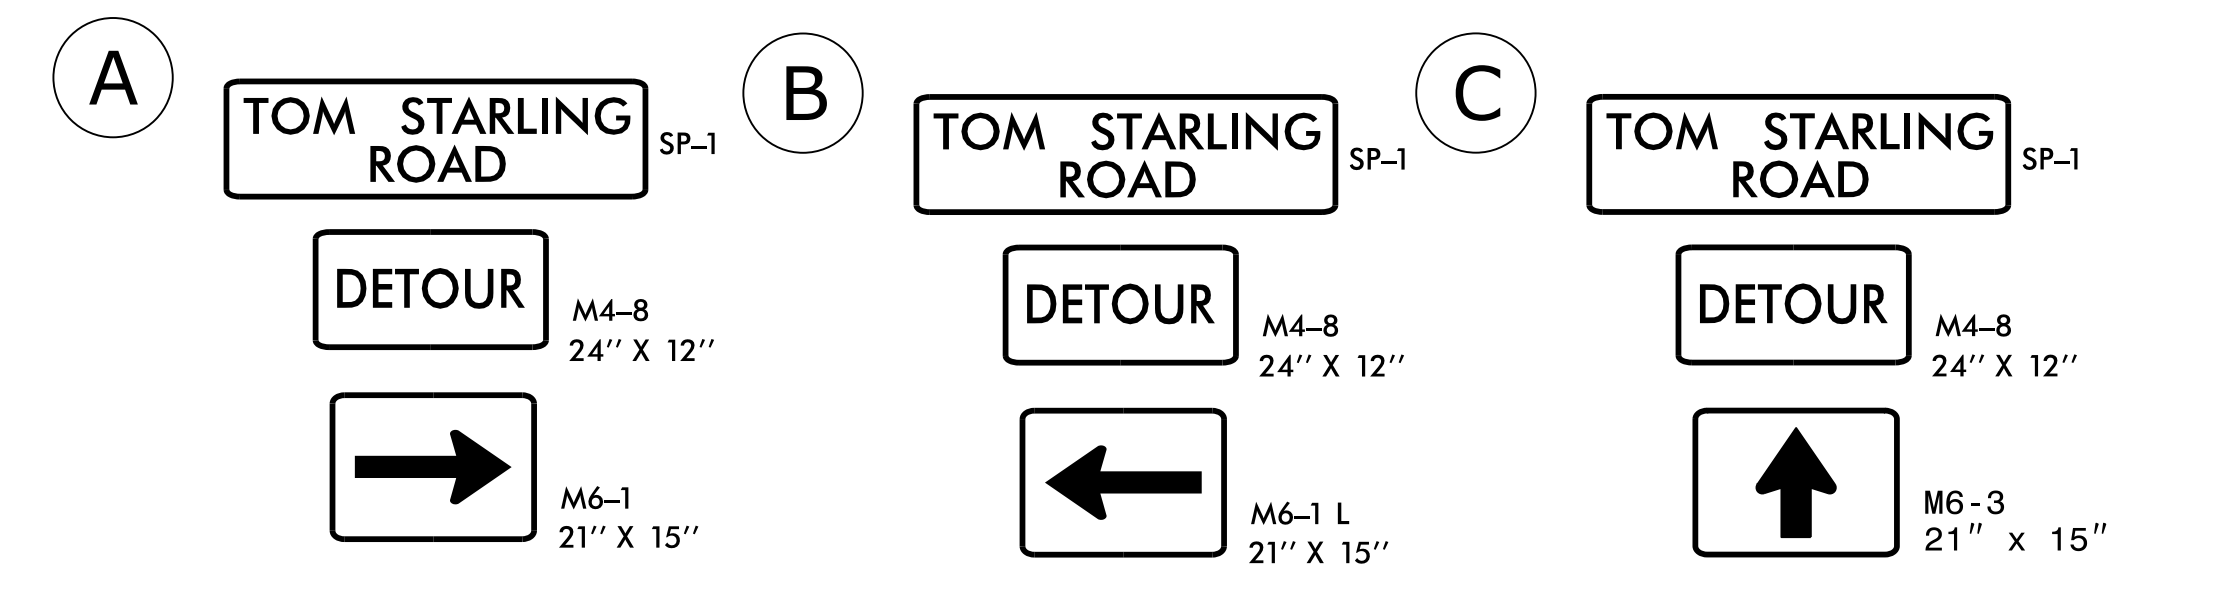 A
TOM STARLING
ROAD
SP–1
DETOUR
M4–8
24’’ X 12’’
M6–1
21’’ X 15’’
B
TOM STARLING
ROAD
SP–1
DETOUR
M4–8
24’’ X 12’’
M6–1 L
21’’ X 15’’
C
TOM STARLING
ROAD
SP–1
DETOUR
M4–8
24’’ X 12’’
M6-3
21" x 15"